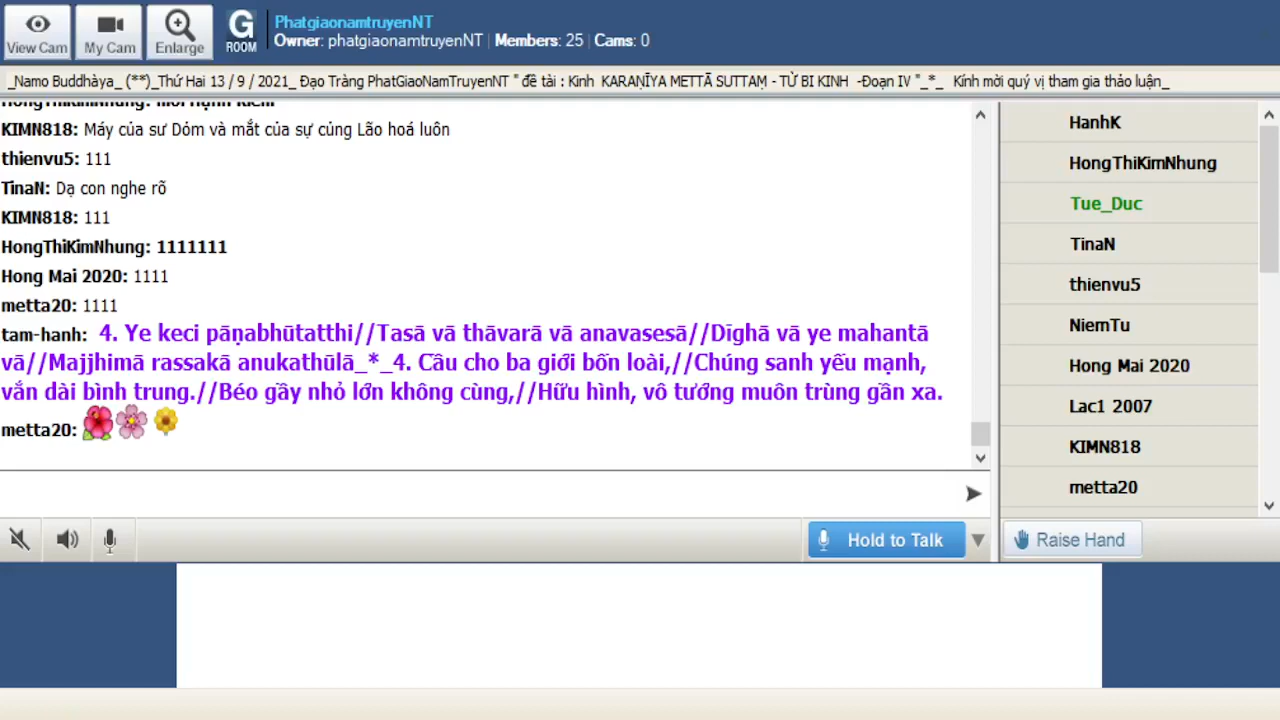 View Cam
My Cam
Enlarge
G
ROOM
PhatgiaonamtruyenNT
Owner: phatgiaonamtruyenNT | Members: 25 | Cams: 0
_Namo Buddhàya_ (**)_Thứ Hai 13 / 9 / 2021_ Đạo Tràng PhatGiaoNamTruyenNT " đề tài : Kinh KARAṆĪYA METTĀ SUTTAṂ - TỪ BI KINH -Đoạn IV "_*_ Kính mời quý vị tham gia thảo luận_
KIMN818: Máy của sư Dỏm và mắt của sự củng Lão hoá luôn
thienvu5: 111
TinaN: Dạ con nghe rõ
KIMN818: 111
HongThiKimNhung: 1111111
Hong Mai 2020: 1111
metta20: 1111
tam-hanh: 4. Ye keci pāṇabhūtatthi//Tasā vā thāvarā vā anavasesā//Dīghā vā ye mahantā
vā//Majjhimā rassakā anukathūlā_*_4. Cầu cho ba giới bốn loài,//Chúng sanh yếu mạnh,
vắn dài bình trung.//Béo gầy nhỏ lớn không cùng,//Hữu hình, vô tướng muôn trùng gần xa.
metta20:
HanhK
HongThiKimNhung
Tue_Duc
TinaN
thienvu5
NiemTu
Hong Mai 2020
Lac1 2007
KIMN818
metta20
Hold to Talk
Raise Hand